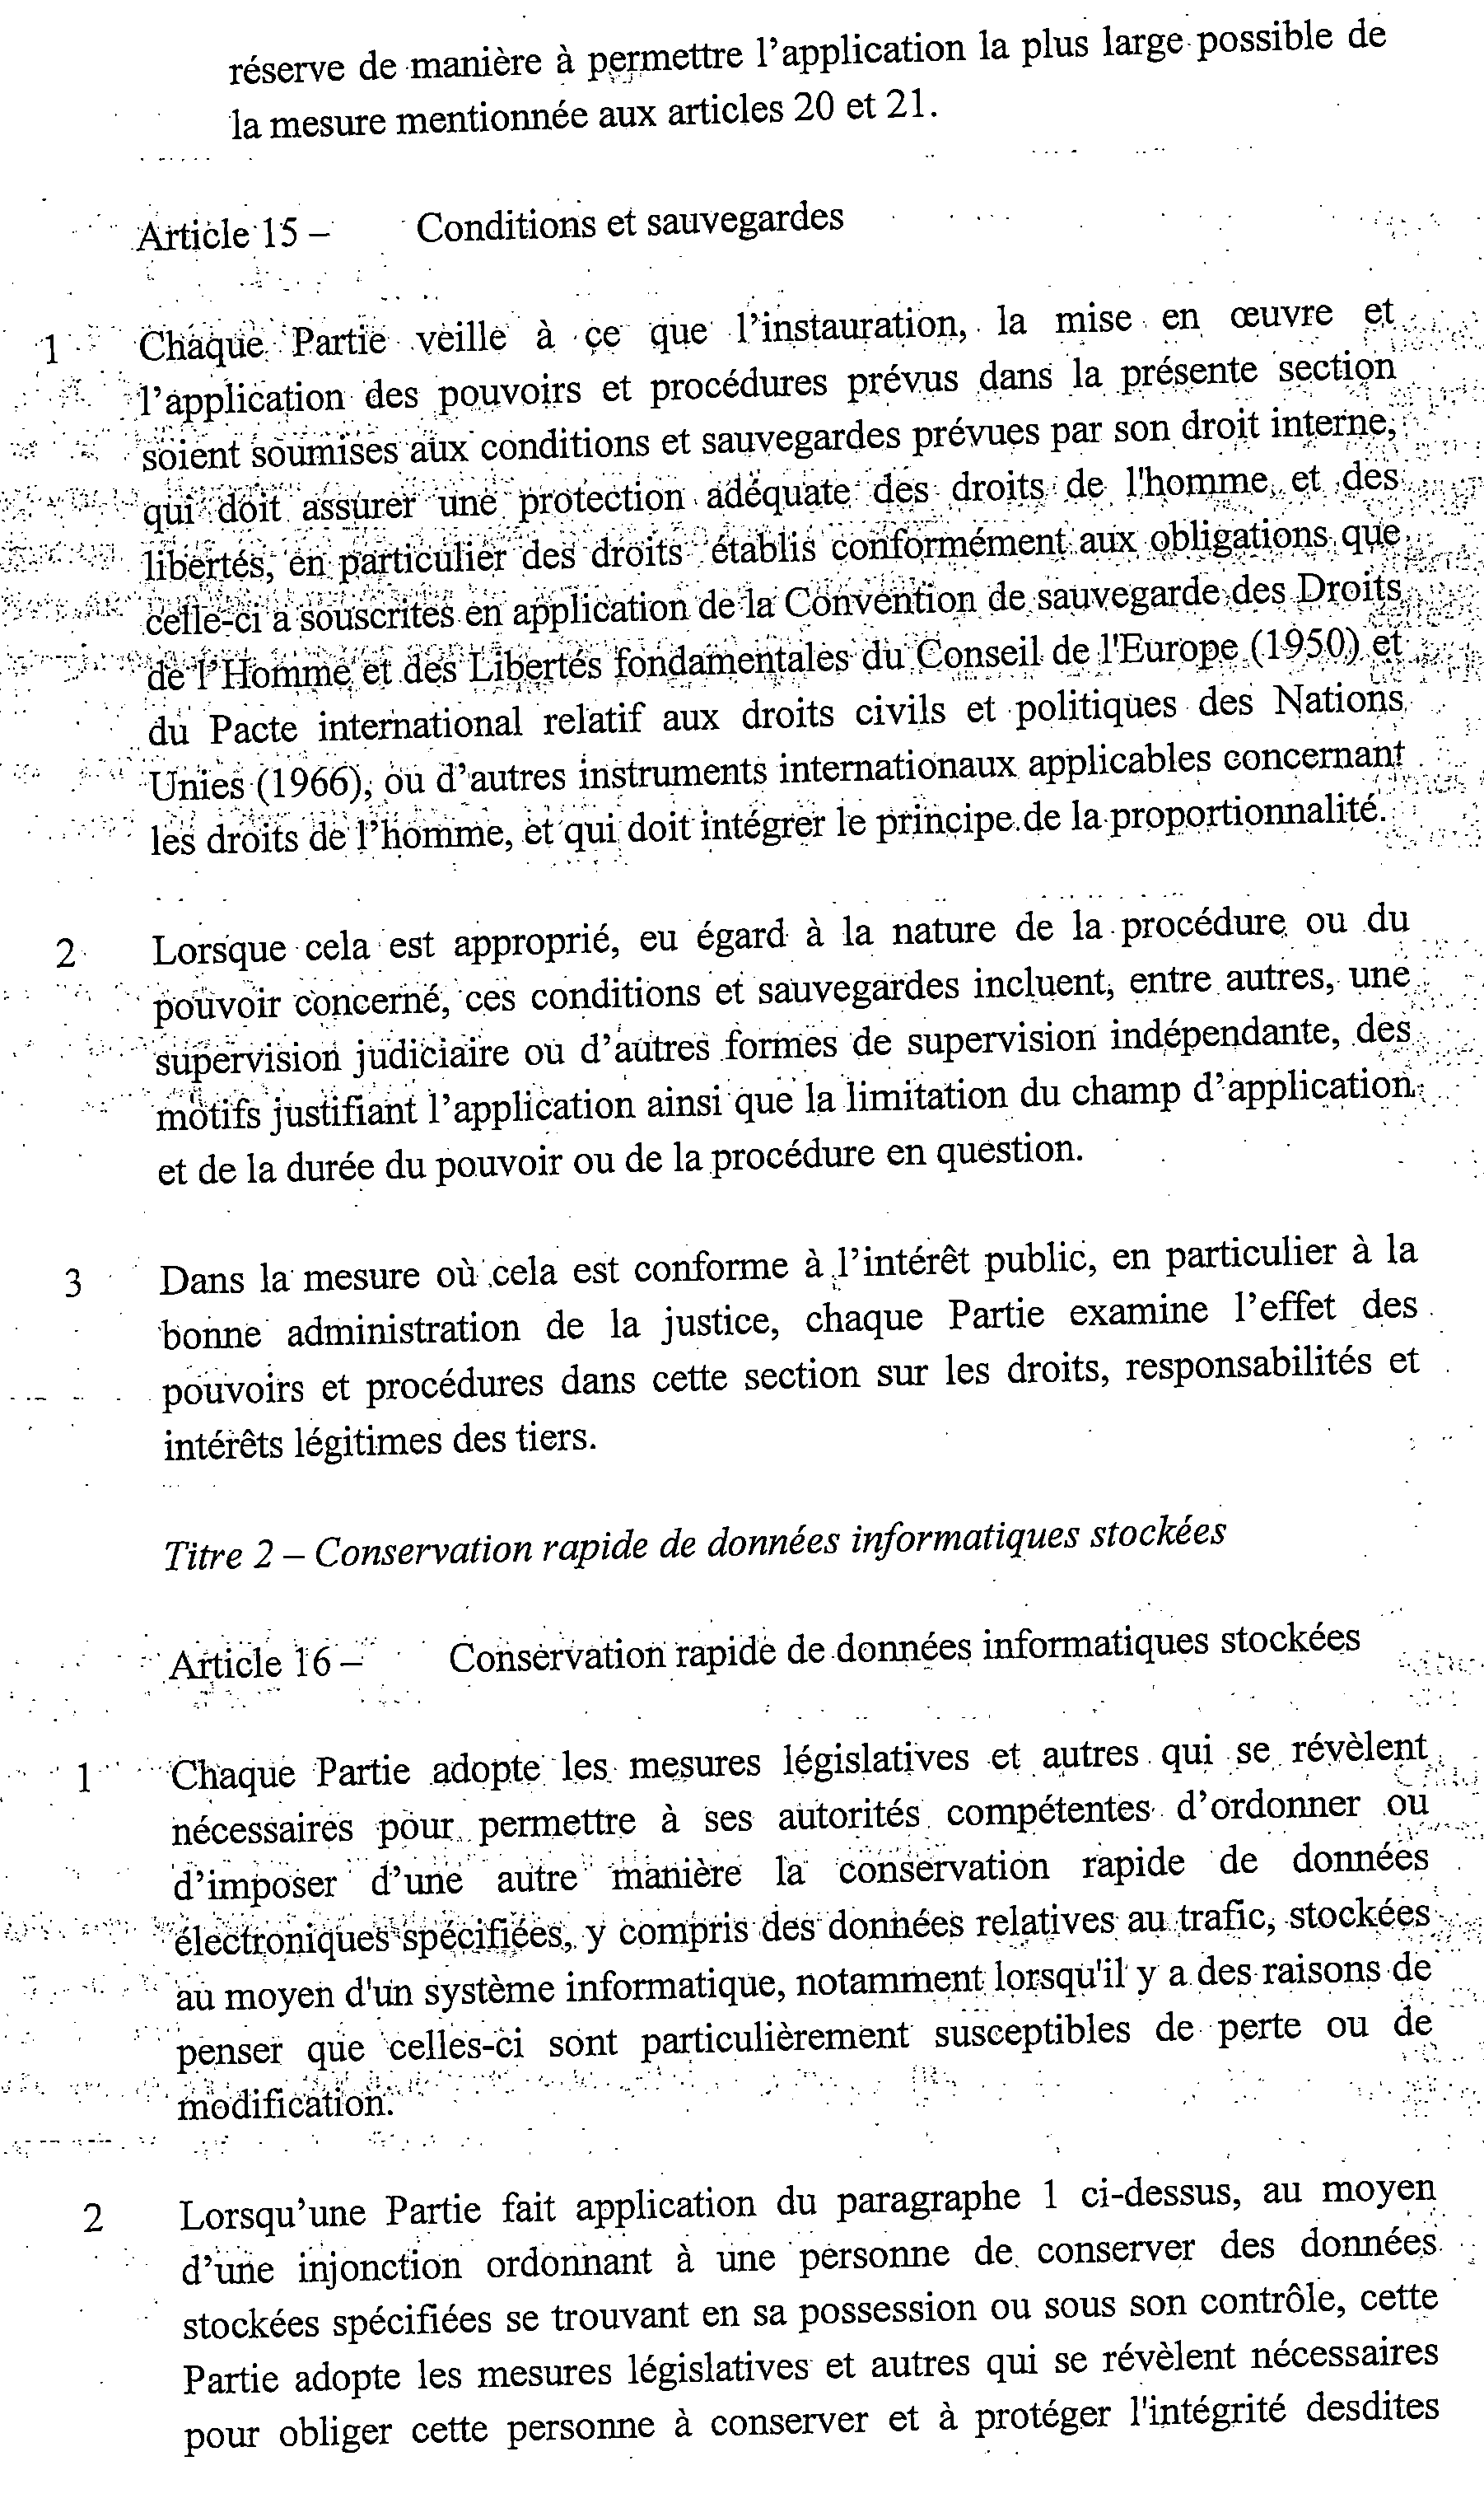 réserve de manière à permettre l’application la plus large possible de
la mesure mentionnée aux articles 20 et 21.
Article 15 – Conditions et sauvegardes
1 Chaque Partie veille à ce que l’instauration, la mise en œuvre et
l’application des pouvoirs et procédures prévus dans la présente section
soient soumises aux conditions et sauvegardes prévues par son droit interne,
qui doit assurer une protection adéquate des droits de l'homme et des
libertés, en particulier des droits établis conformément aux obligations que
celle-ci a souscrites en application de la Convention de sauvegarde des Droits
de l’Homme et des Libertés fondamentales du Conseil de l'Europe (1950) et
du Pacte international relatif aux droits civils et politiques des Nations
Unies (1966), ou d’autres instruments internationaux applicables concernant
les droits de l’homme, et qui doit intégrer le principe de la proportionnalité.
2 Lorsque cela est approprié, eu égard à la nature de la procédure ou du
pouvoir concerné, ces conditions et sauvegardes incluent, entre autres, une
supervision judiciaire ou d’autres formes de supervision indépendante, des
motifs justifiant l’application ainsi que la limitation du champ d’application
et de la durée du pouvoir ou de la procédure en question.
3 Dans la mesure où cela est conforme à l’intérêt public, en particulier à la
bonne administration de la justice, chaque Partie examine l’effet des
pouvoirs et procédures dans cette section sur les droits, responsabilités et
intérêts légitimes des tiers.
Titre 2 – Conservation rapide de données informatiques stockées
Article 16 – Conservation rapide de données informatiques stockées
1 Chaque Partie adopte les mesures législatives et autres qui se révèlent
nécessaires pour permettre à ses autorités compétentes d’ordonner ou
d’imposer d’une autre manière la conservation rapide de données
électroniques spécifiées, y compris des données relatives au trafic, stockées
au moyen d'un système informatique, notamment lorsqu'il y a des raisons de
penser que celles-ci sont particulièrement susceptibles de perte ou de
modification.
2 Lorsqu’une Partie fait application du paragraphe 1 ci-dessus, au moyen
d’une injonction ordonnant à une personne de conserver des données
stockées spécifiées se trouvant en sa possession ou sous son contrôle, cette
Partie adopte les mesures législatives et autres qui se révèlent nécessaires
pour obliger cette personne à conserver et à protéger l'intégrité desdites